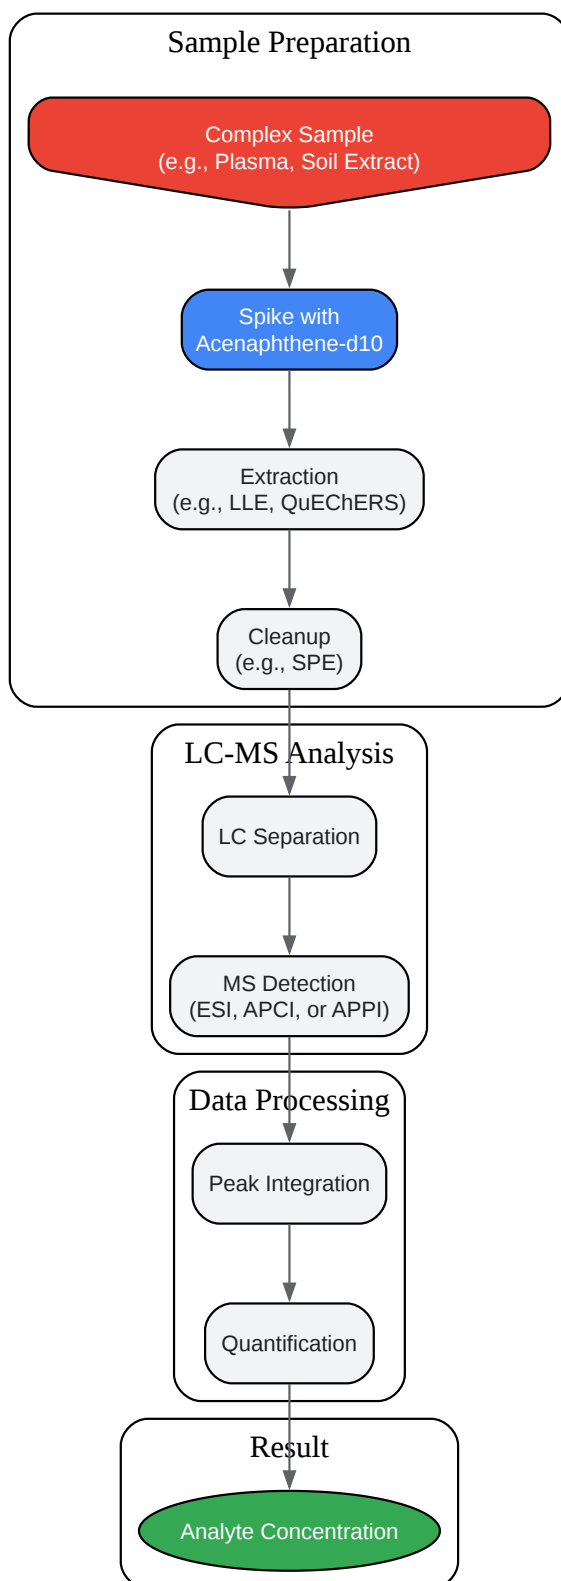 Sample Preparation
Complex Sample
(e.g., Plasma, Soil Extract)
Spike with
Acenaphthene-d10
Extraction
(e.g., LLE, QuEChERS)
Cleanup
(e.g., SPE)
LC-MS Analysis
LC Separation
MS Detection
(ESI, APCI, or APPI)
Data Processing
Peak Integration
Quantification
Result
Analyte Concentration